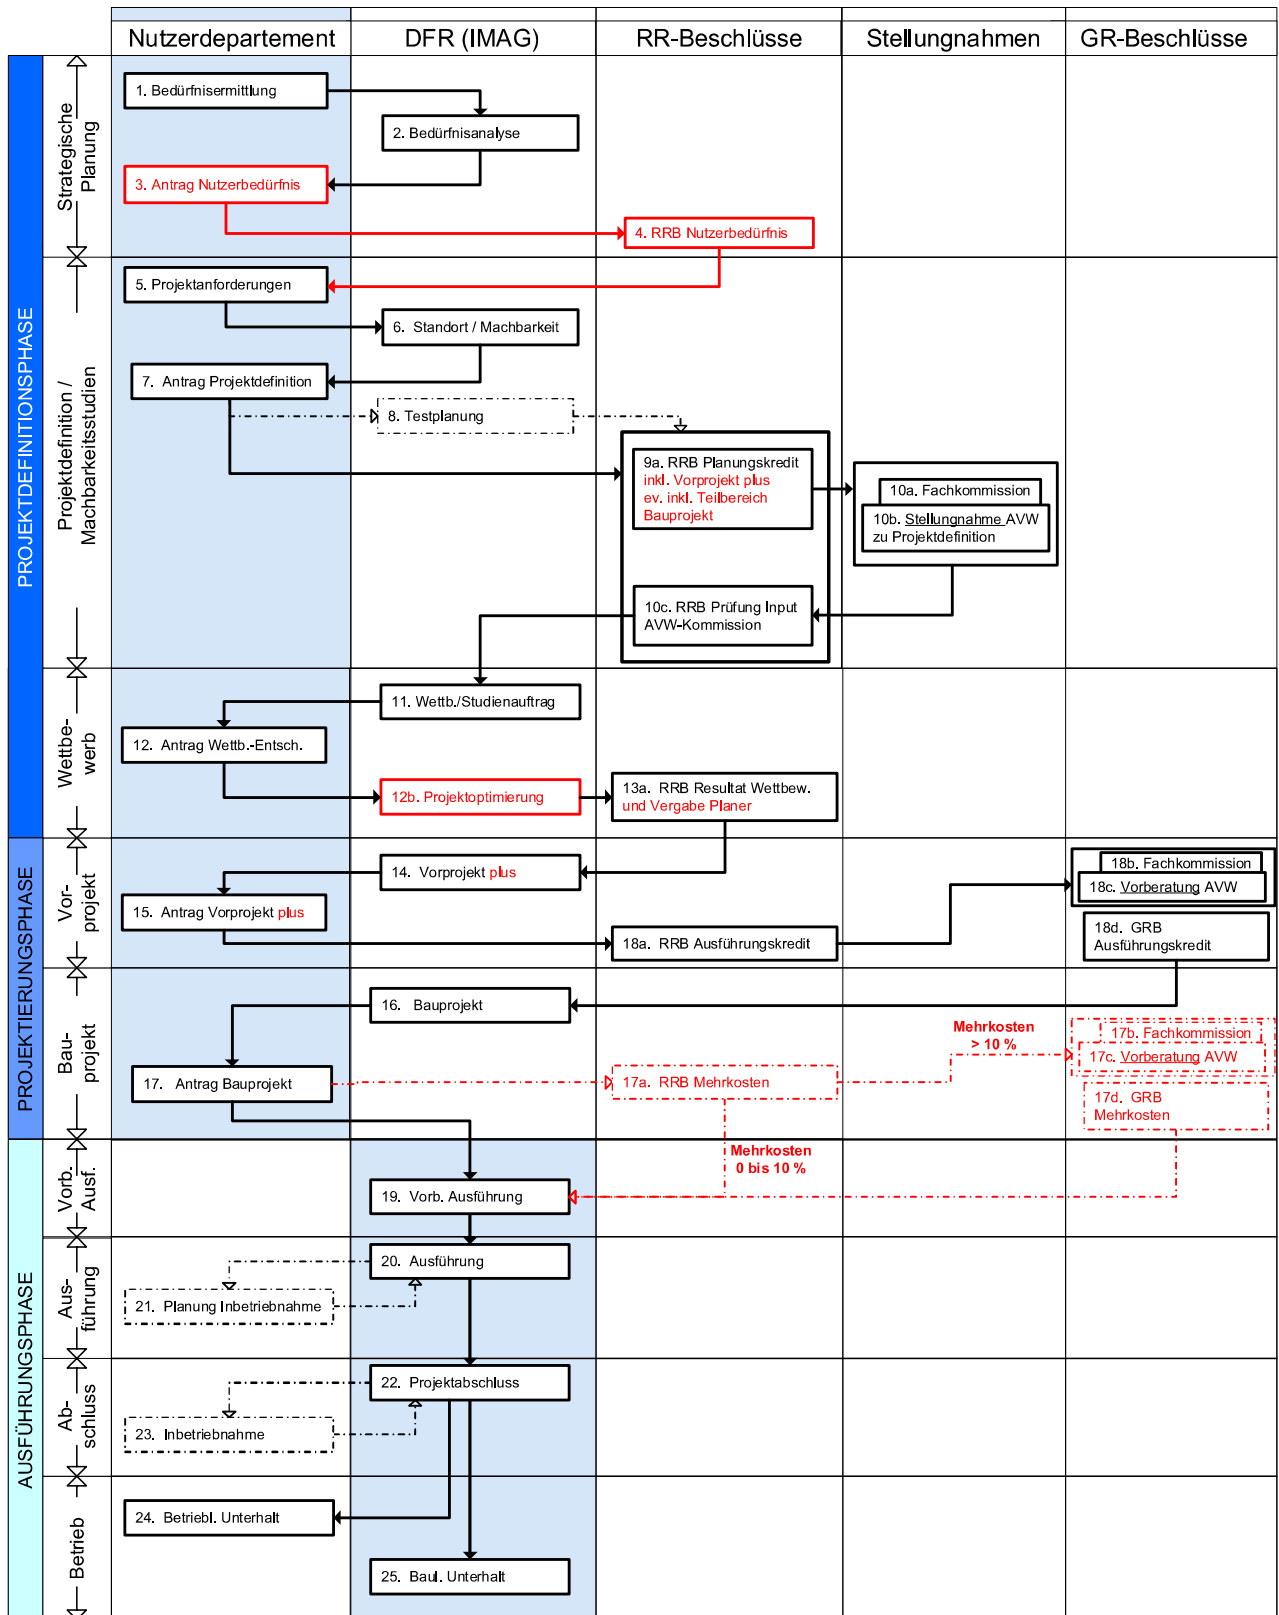 Nutzerdepartement
DFR (IMAG)
RR-Beschlüsse
Stellungnahmen
GR-Beschlüsse
PROJEKTDEFINITIONSPHASE
Strategische
Planung
1. Bedürfnisermittlung
2. Bedürfnisanalyse
3. Antrag Nutzerbedürfnis
4. RRB Nutzerbedürfnis
Projektdefinition /
Machbarkeitsstudien
5. Projektanforderungen
6. Standort / Machbarkeit
7. Antrag Projektdefinition
8. Testplanung
9a. RRB Planungskredit
inkl. Vorprojekt plus
ev. inkl. Teilbereich
Bauprojekt
10a. Fachkommission
10b. Stellungnahme AVW
zu Projektdefinition
10c. RRB Prüfung Input
AVW-Kommission
Wettbe-
werb
11. Wettb./Studienauftrag
12. Antrag Wettb.-Entsch.
12b. Projektoptimierung
13a. RRB Resultat Wettbew.
und Vergabe Planer
PROJEKTIERUNGSPHASE
Vor-
projekt
14. Vorprojekt plus
15. Antrag Vorprojekt plus
18a. RRB Ausführungskredit
18b. Fachkommission
18c. Vorberatung AVW
18d. GRB
Ausführungskredit
Bau-
projekt
16. Bauprojekt
17. Antrag Bauprojekt
17a. RRB Mehrkosten
Mehrkosten
> 10 %
17b. Fachkommission
17c. Vorberatung AVW
17d. GRB
Mehrkosten
Mehrkosten
0 bis 10 %
AUSFÜHRUNGSPHASE
Vorb.
Ausf.
19. Vorb. Ausführung
Aus-
führung
20. Ausführung
21. Planung Inbetriebnahme
Ab-
schluss
22. Projektabschluss
23. Inbetriebnahme
Betrieb
24. Betriebl. Unterhalt
25. Baul. Unterhalt